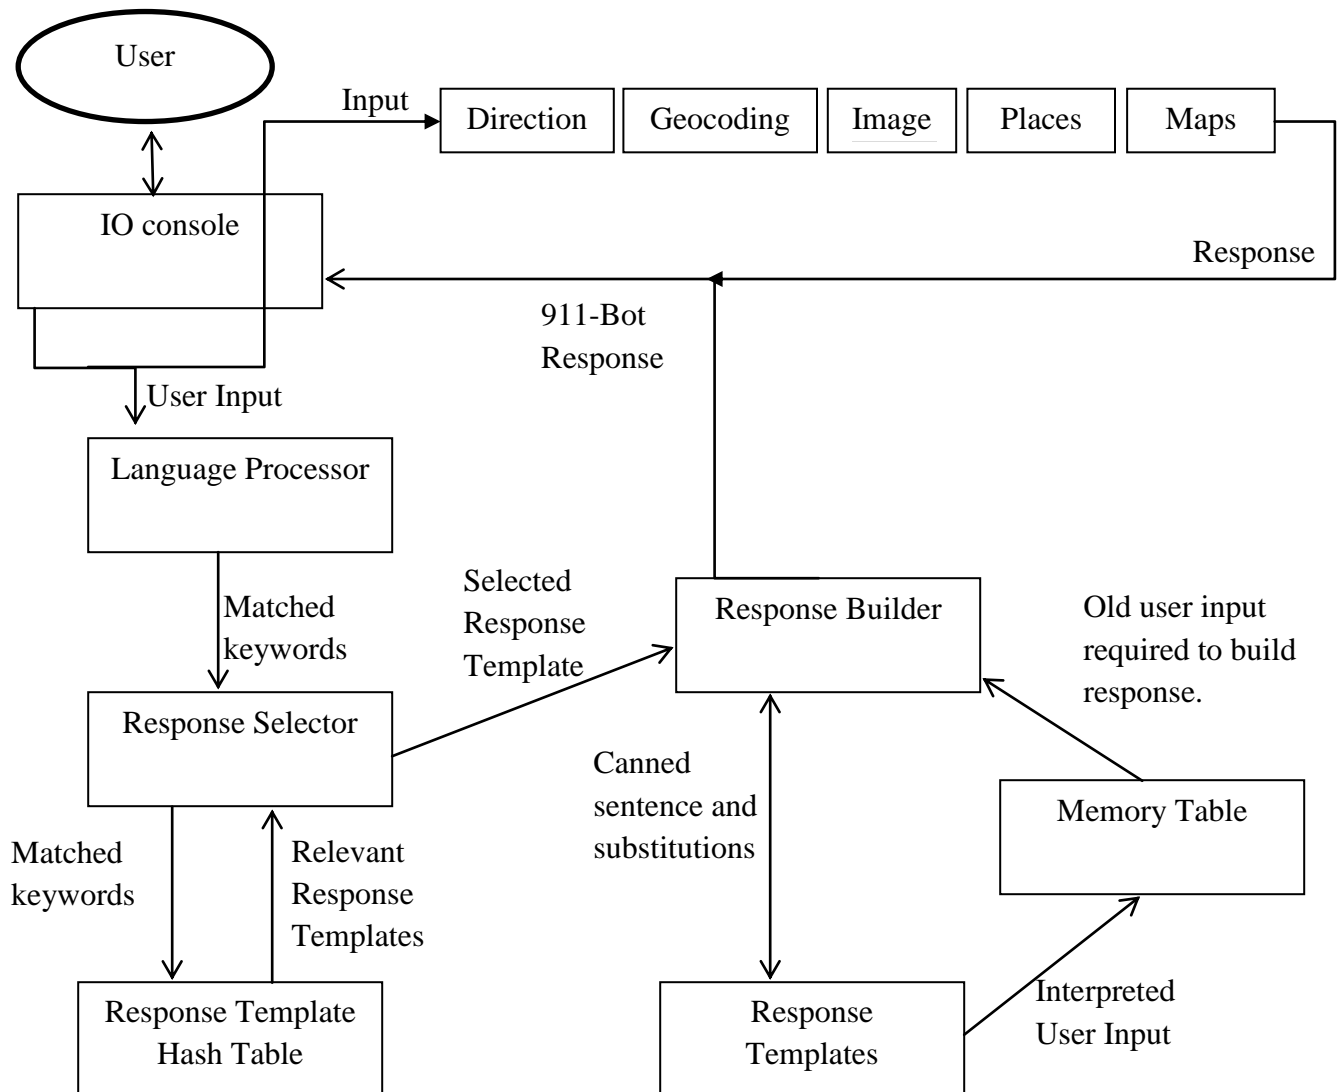 User
Input
Direction
Geocoding
Image
Places
Maps
IO console
Response
911-Bot
Response
User Input
Language Processor
Matched
keywords
Selected
Response
Template
Response Builder
Old user input
required to build
response.
Response Selector
Canned
sentence and
substitutions
Memory Table
Matched
keywords
Relevant
Response
Templates
Response Template
Hash Table
Response
Templates
Interpreted
User Input